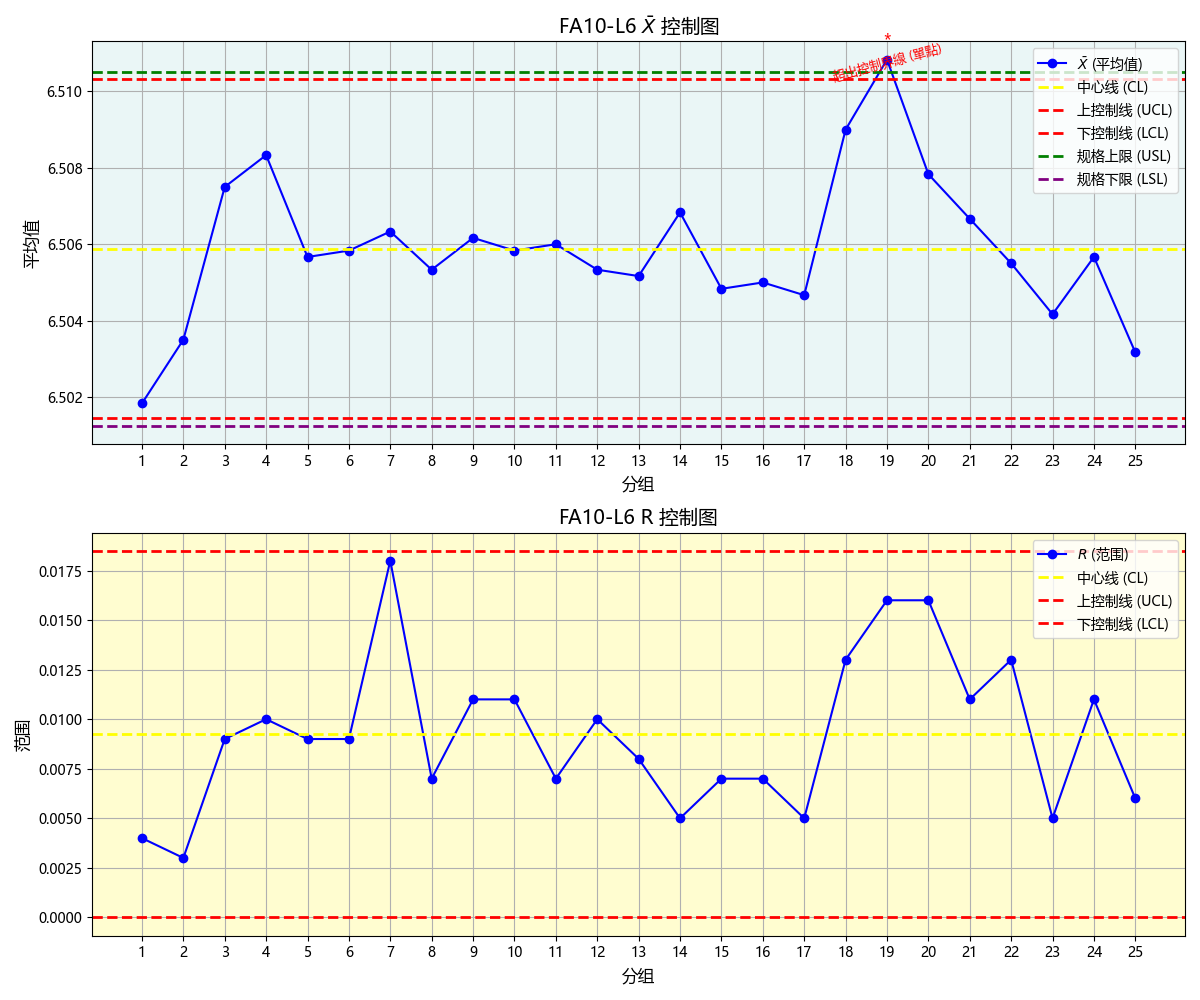 FA10-L6 X̄ 控制图
*
超出控制界線 (單點)
X̄ (平均值)
中心线 (CL)
上控制线 (UCL)
下控制线 (LCL)
规格上限 (USL)
规格下限 (LSL)
平均值
6.510
6.508
6.506
6.504
6.502
1 2 3 4 5 6 7 8 9 10 11 12 13 14 15 16 17 18 19 20 21 22 23 24 25
分组
FA10-L6 R 控制图
R (范围)
中心线 (CL)
上控制线 (UCL)
下控制线 (LCL)
范围
0.0175
0.0150
0.0125
0.0100
0.0075
0.0050
0.0025
0.0000
1 2 3 4 5 6 7 8 9 10 11 12 13 14 15 16 17 18 19 20 21 22 23 24 25
分组